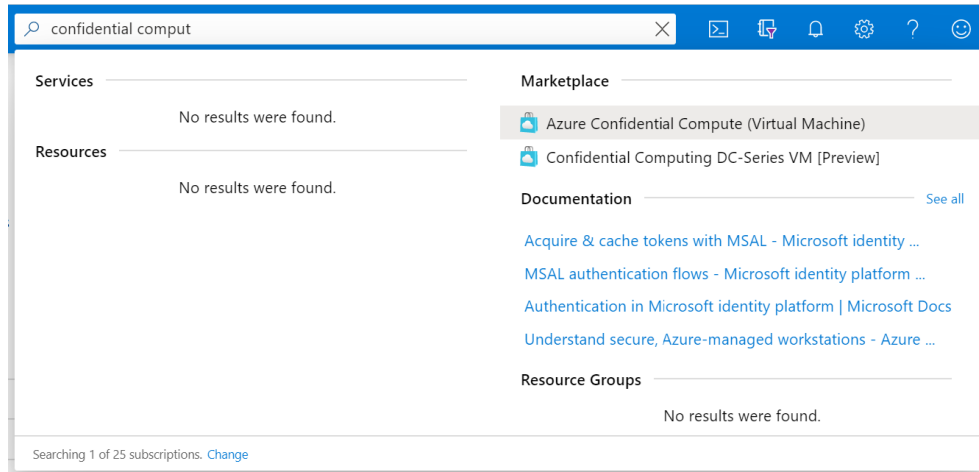 confidential comput
Services
No results were found.
Resources
No results were found.
Marketplace
Azure Confidential Compute (Virtual Machine)
Confidential Computing DC-Series VM [Preview]
Documentation
See all
Acquire & cache tokens with MSAL - Microsoft identity ...
MSAL authentication flows - Microsoft identity platform ...
Authentication in Microsoft identity platform | Microsoft Docs
Understand secure, Azure-managed workstations - Azure ...
Resource Groups
No results were found.
Searching 1 of 25 subscriptions. Change